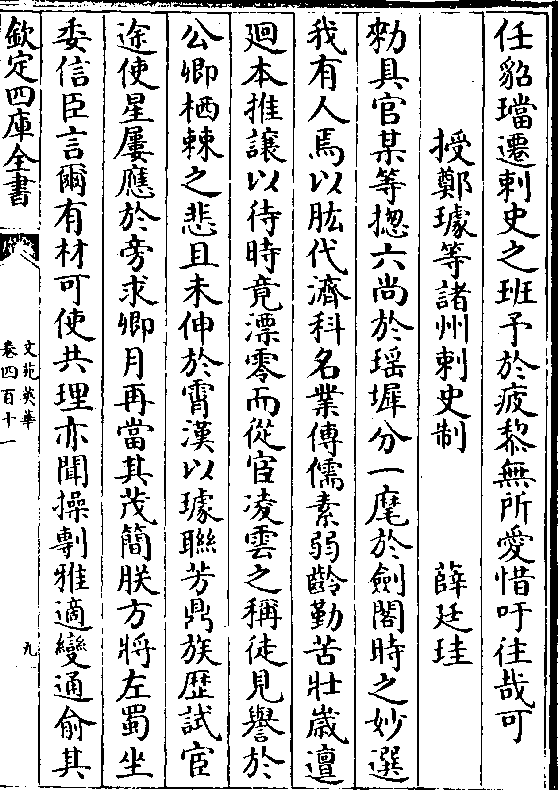 任貂璫遷刺史之班予於疲黎無所愛惜吁往哉可
授鄭璩等諸州刺史制 薛廷珪
勑具官某等揔六尚於瑶墀分一麾於劍閣時之妙選
我有人焉以肱代濟科名業傳儒素弱齡勤苦壯歲邅
廻本推讓以待時竟漂零而從宦凌雲之稱徒見譽於
公卿栖棘之悲且未伸於霄漢以璩聯芳鼎族歷試宦
途使星屢應於旁求卿月再當其茂簡朕方將左蜀坐
委信臣言爾有材可使共理亦聞操剸雅適變通俞其
欽定四庫全書
文苑英華
卷四百十一
九